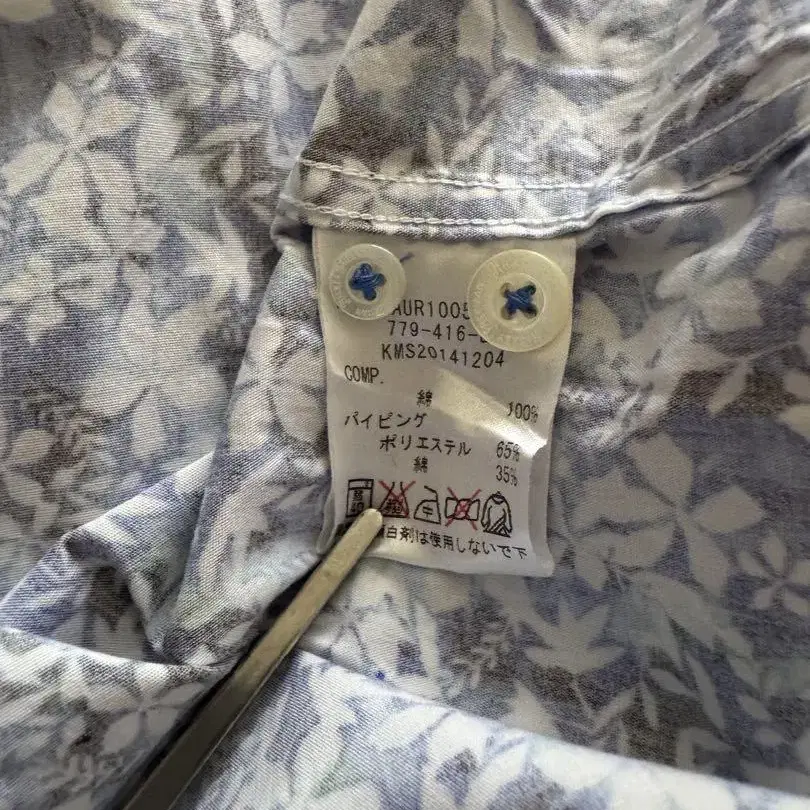 AUR1005
779-416-
KMS20141204
COMP.
綿 100%
パイピング
ポリエステル 65%
綿 35%
白剤は使用しないで下